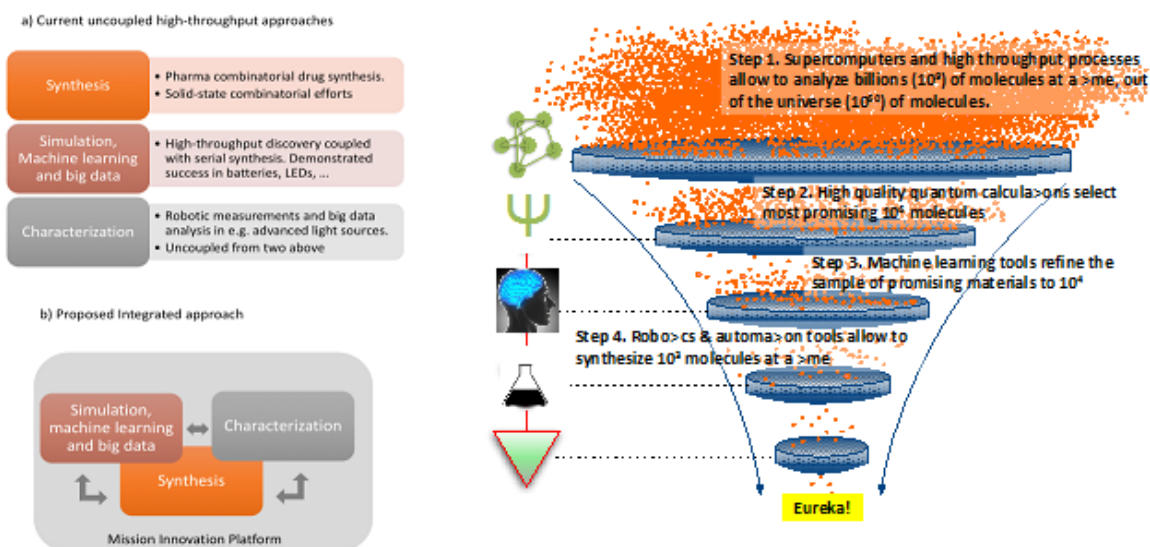 a) Current uncoupled high-throughput approaches
Synthesis
• Pharma combinatorial drug synthesis.
• Solid-state combinatorial efforts
Simulation,
Machine learning
and big data
• High-throughput discovery coupled
with serial synthesis. Demonstrated
success in batteries, LEDs, ...
Characterization
• Robotic measurements and big data
analysis in e.g. advanced light sources.
• Uncoupled from two above
b) Proposed Integrated approach
Simulation,
machine learning
and big data
Characterization
Synthesis
Mission Innovation Platform
Step 1. Supercomputers and high throughput processes
allow to analyze billions (10⁹) of molecules at a >me, out
of the universe (10⁶⁰) of molecules.
Ψ
Step 2. High quality quantum calcula>ons select
most promising molecules
Step 3. Machine learning tools refine the
sample of promising materials to 10⁴
Step 4. Robo>cs & automa>on tools allow to
synthesize molecules at a >me
Eureka!